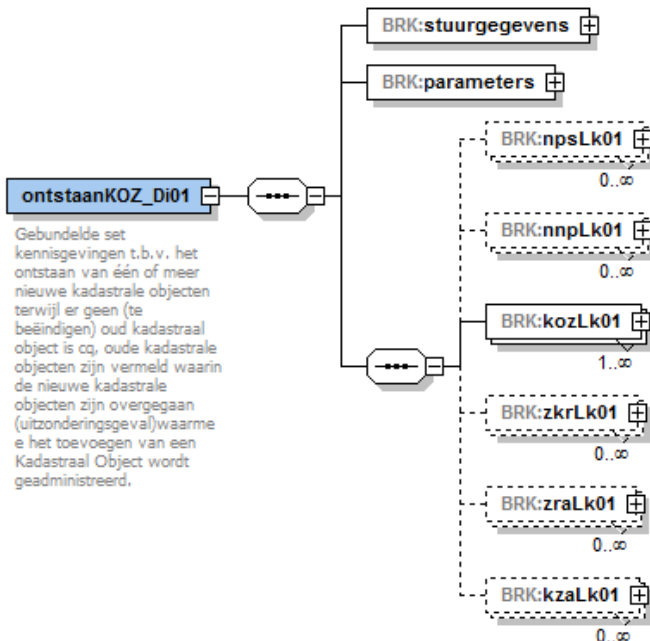 BRK:stuurgegevens
BRK:parameters
BRK:npsLk01
0..∞
ontstaanKOZ_Di01
Gebundelde set
kennisgevingen t.b.v. het
ontstaan van één of meer
nieuwe kadastrale objecten
terwijl er geen (te
beëindigen) oud kadastraal
object is cq, oude kadastrale
objecten zijn vermeld waarin
de nieuwe kadastrale
objecten zijn overgegaan
(uitzonderingsgeval)waarme
e het toevoegen van een
Kadastraal Object wordt
geadministreerd.
BRK:nnpLk01
0..∞
BRK:kozLk01
1..∞
BRK:zkrLk01
0..∞
BRK:zraLk01
0..∞
BRK:kzaLk01
0..∞